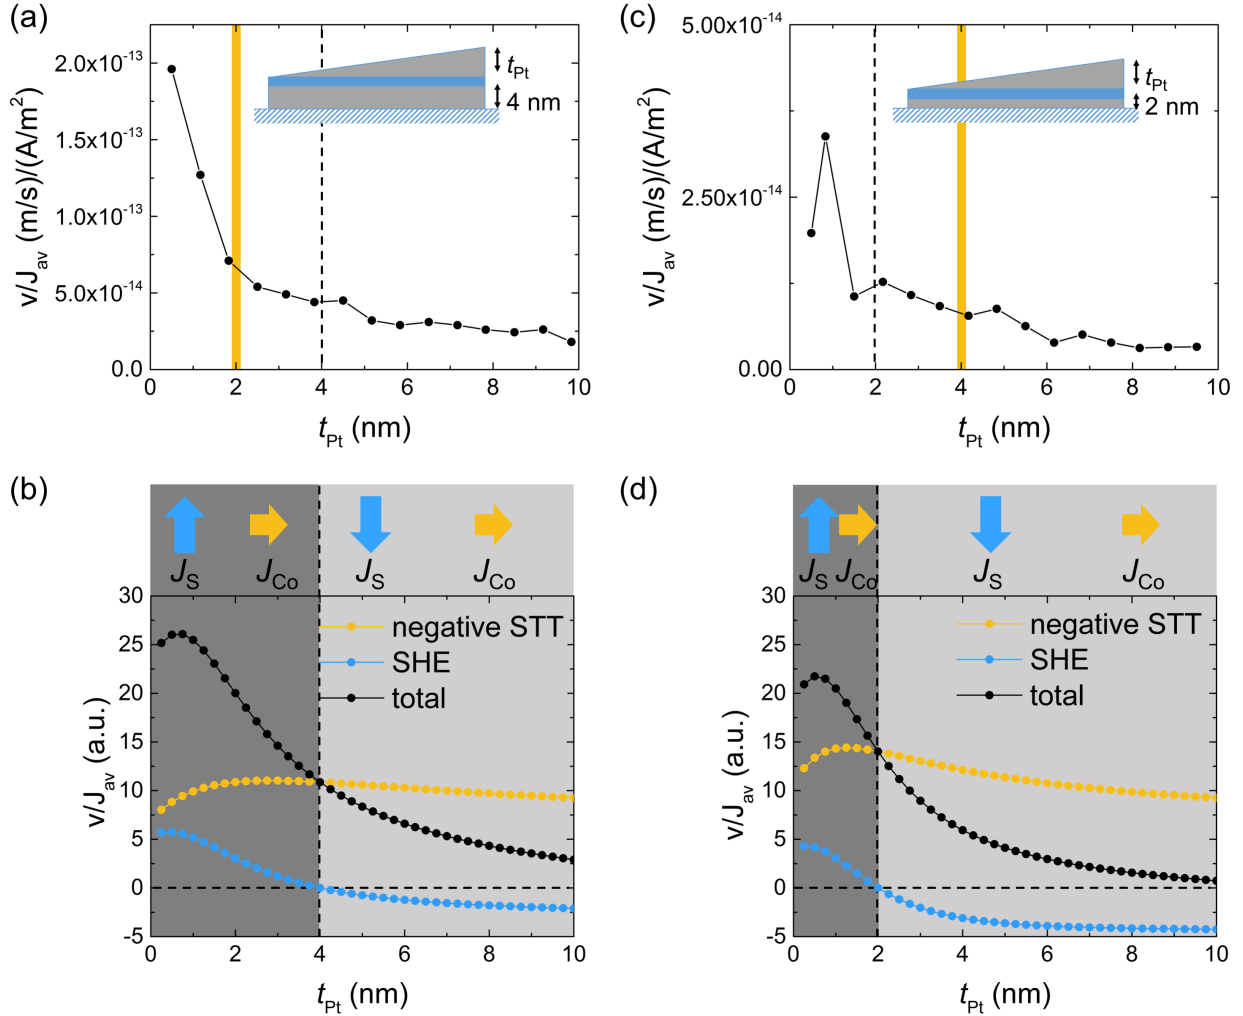 (a)
v/J_av (m/s)/(A/m²)
2.0x10⁻¹³
1.5x10⁻¹³
1.0x10⁻¹³
5.0x10⁻¹⁴
0.0
t_Pt
4 nm
0 2 4 6 8 10
t_Pt (nm)
(c)
v/J_av (m/s)/(A/m²)
5.00x10⁻¹⁴
2.50x10⁻¹⁴
0.00
t_Pt
2 nm
0 2 4 6 8 10
t_Pt (nm)
(b)
J_S J_Co J_S J_Co
v/J_av (a.u.)
30
25
20
15
10
5
0
-5
negative STT
SHE
total
0 2 4 6 8 10
t_Pt (nm)
(d)
J_S J_Co J_S J_Co
v/J_av (a.u.)
30
25
20
15
10
5
0
-5
negative STT
SHE
total
0 2 4 6 8 10
t_Pt (nm)